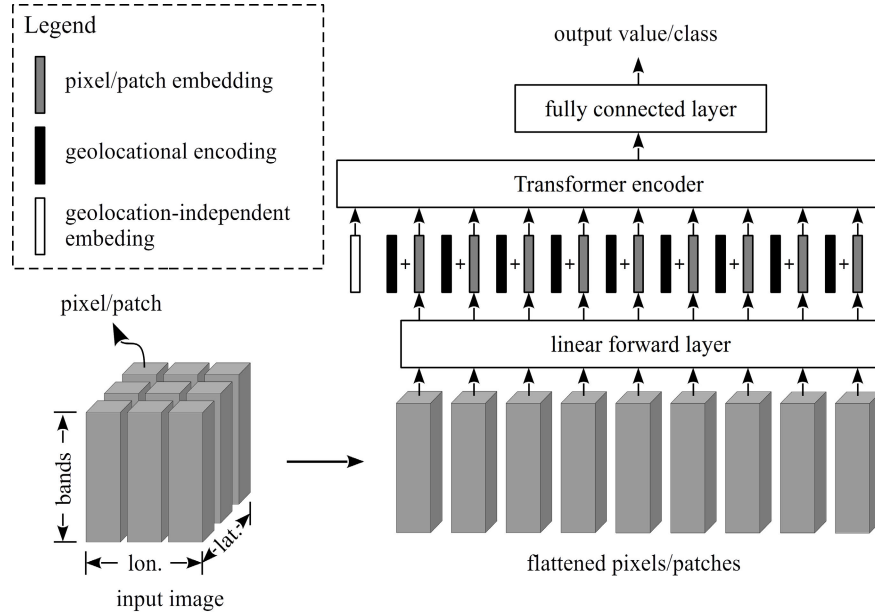 Legend
pixel/patch embedding
geolocational encoding
geolocation-independent
embeding
output value/class
fully connected layer
Transformer encoder
+ + + + + + + + +
linear forward layer
pixel/patch
bands
lon.
lat.
input image
flattened pixels/patches